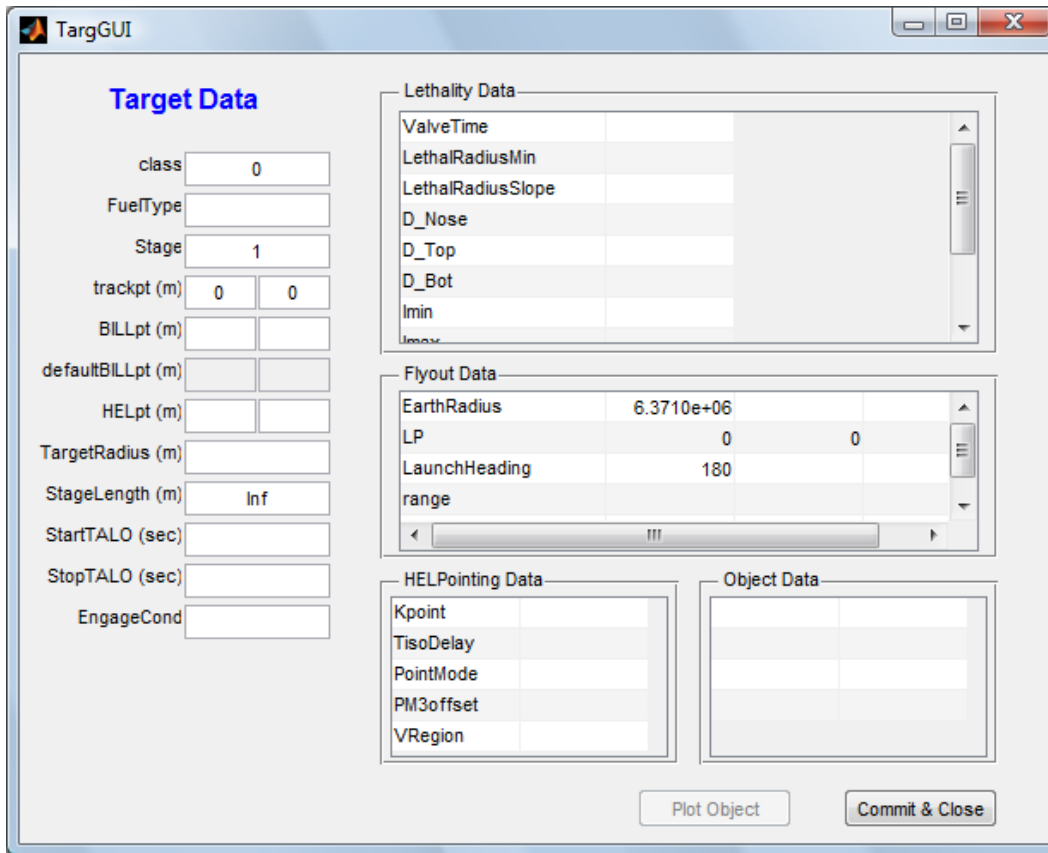 TargGUI
Target Data
class 0
FuelType
Stage 1
trackpt (m) 0 0
BILLpt (m)
defaultBILLpt (m)
HELpt (m)
TargetRadius (m)
StageLength (m) Inf
StartTALO (sec)
StopTALO (sec)
EngageCond
Lethality Data
ValveTime
LethalRadiusMin
LethalRadiusSlope
D_Nose
D_Top
D_Bot
Imin
Imax
Flyout Data
EarthRadius 6.3710e+06
LP 0 0
LaunchHeading 180
range
HELPointing Data
Kpoint
TisoDelay
PointMode
PM3offset
VRegion
Object Data
Plot Object
Commit & Close